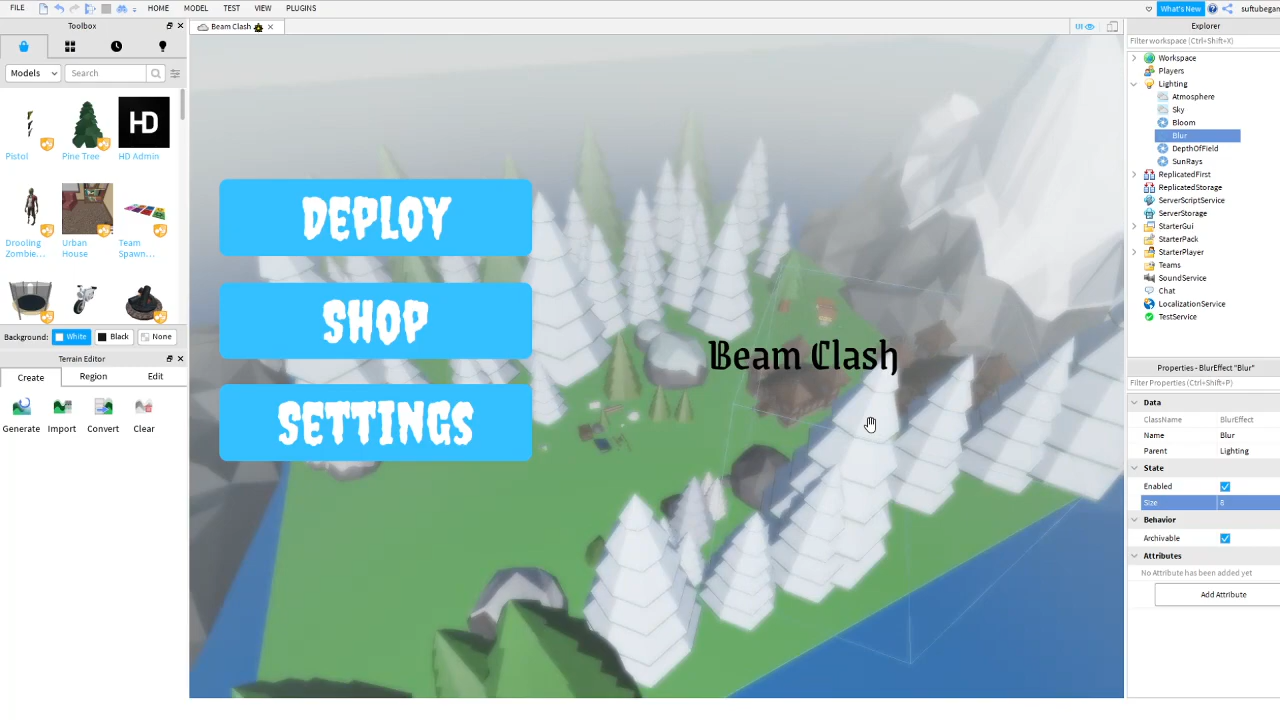 FILE HOME MODEL TEST VIEW PLUGINS What's New suftubegam
Toolbox Beam Clash UI Explorer
Filter workspace (Ctrl+Shift+X)
Models Search
Pistol Pine Tree HD Admin
HD
Drooling Zombie... Urban House Team Spawn...
Background: White Black None
Terrain Editor
Create Region Edit
Generate Import Convert Clear
DEPLOY
SHOP
SETTINGS
Beam Clash
Workspace
Players
Lighting
Atmosphere
Sky
Bloom
Blur
DepthOfField
SunRays
ReplicatedFirst
ReplicatedStorage
ServerScriptService
ServerStorage
StarterGui
StarterPack
StarterPlayer
Teams
SoundService
Chat
LocalizationService
TestService
Properties - BlurEffect "Blur"
Filter Properties (Ctrl+Shift+P)
Data
ClassName BlurEffect
Name Blur
Parent Lighting
State
Enabled
Size 8
Behavior
Archivable
Attributes
No Attribute has been added yet
Add Attribute